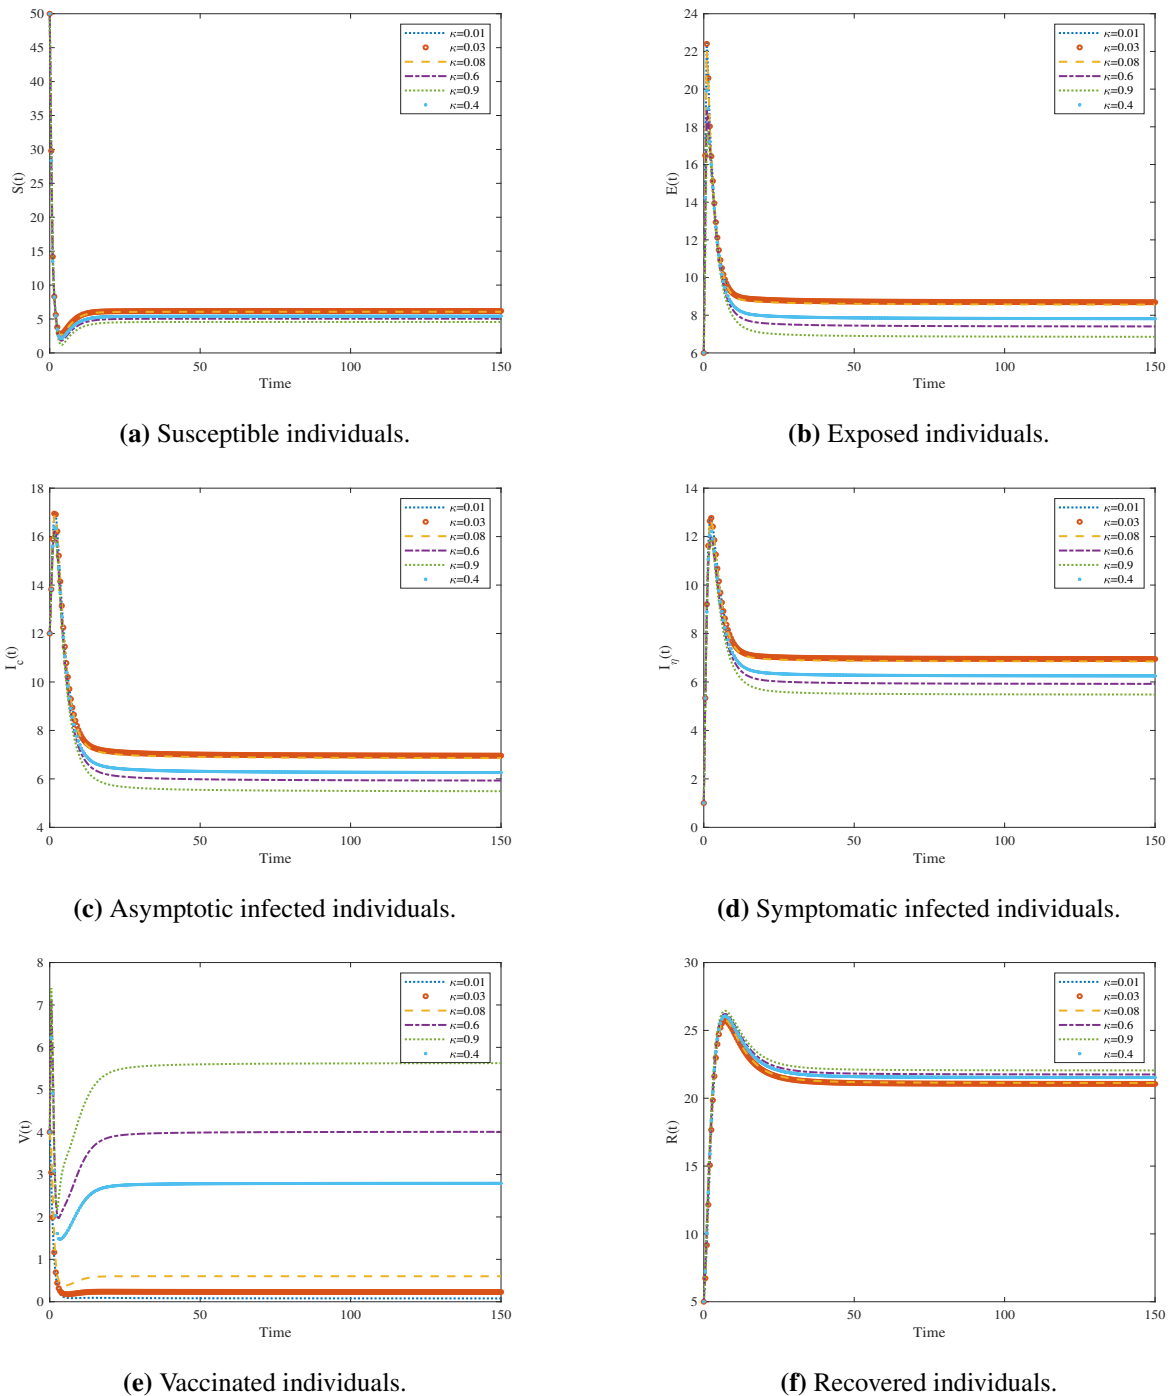 50
45
40
35
30
25
20
15
10
5
0
S(t)
0 50 100 150
Time
κ=0.01
κ=0.03
κ=0.08
κ=0.6
κ=0.9
κ=0.4
(a) Susceptible individuals.
24
22
20
18
16
14
12
10
8
6
E(t)
0 50 100 150
Time
κ=0.01
κ=0.03
κ=0.08
κ=0.6
κ=0.9
κ=0.4
(b) Exposed individuals.
18
16
14
12
10
8
6
4
I_c(t)
0 50 100 150
Time
κ=0.01
κ=0.03
κ=0.08
κ=0.6
κ=0.9
κ=0.4
(c) Asymptotic infected individuals.
14
12
10
8
6
4
2
0
I_η(t)
0 50 100 150
Time
κ=0.01
κ=0.03
κ=0.08
κ=0.6
κ=0.9
κ=0.4
(d) Symptomatic infected individuals.
8
7
6
5
4
3
2
1
0
V(t)
0 50 100 150
Time
κ=0.01
κ=0.03
κ=0.08
κ=0.6
κ=0.9
κ=0.4
(e) Vaccinated individuals.
30
25
20
15
10
5
R(t)
0 50 100 150
Time
κ=0.01
κ=0.03
κ=0.08
κ=0.6
κ=0.9
κ=0.4
(f) Recovered individuals.